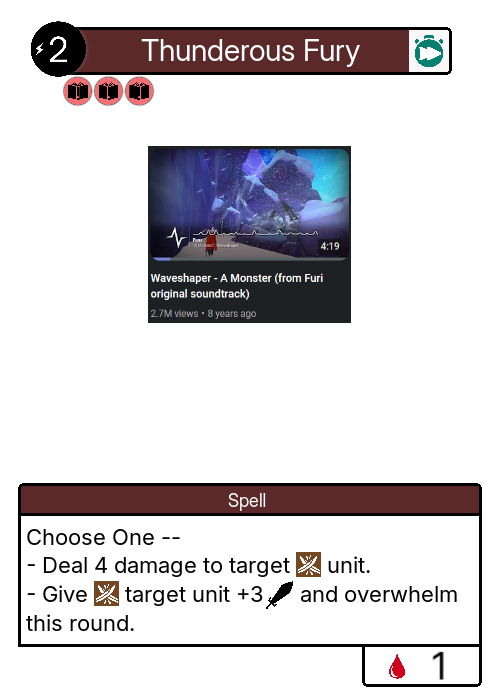 2
Thunderous Fury
4:19
Waveshaper - A Monster (from Furi
original soundtrack)
2.7M views • 8 years ago
Spell
Choose One --
- Deal 4 damage to target unit.
- Give target unit +3 and overwhelm
this round.
1